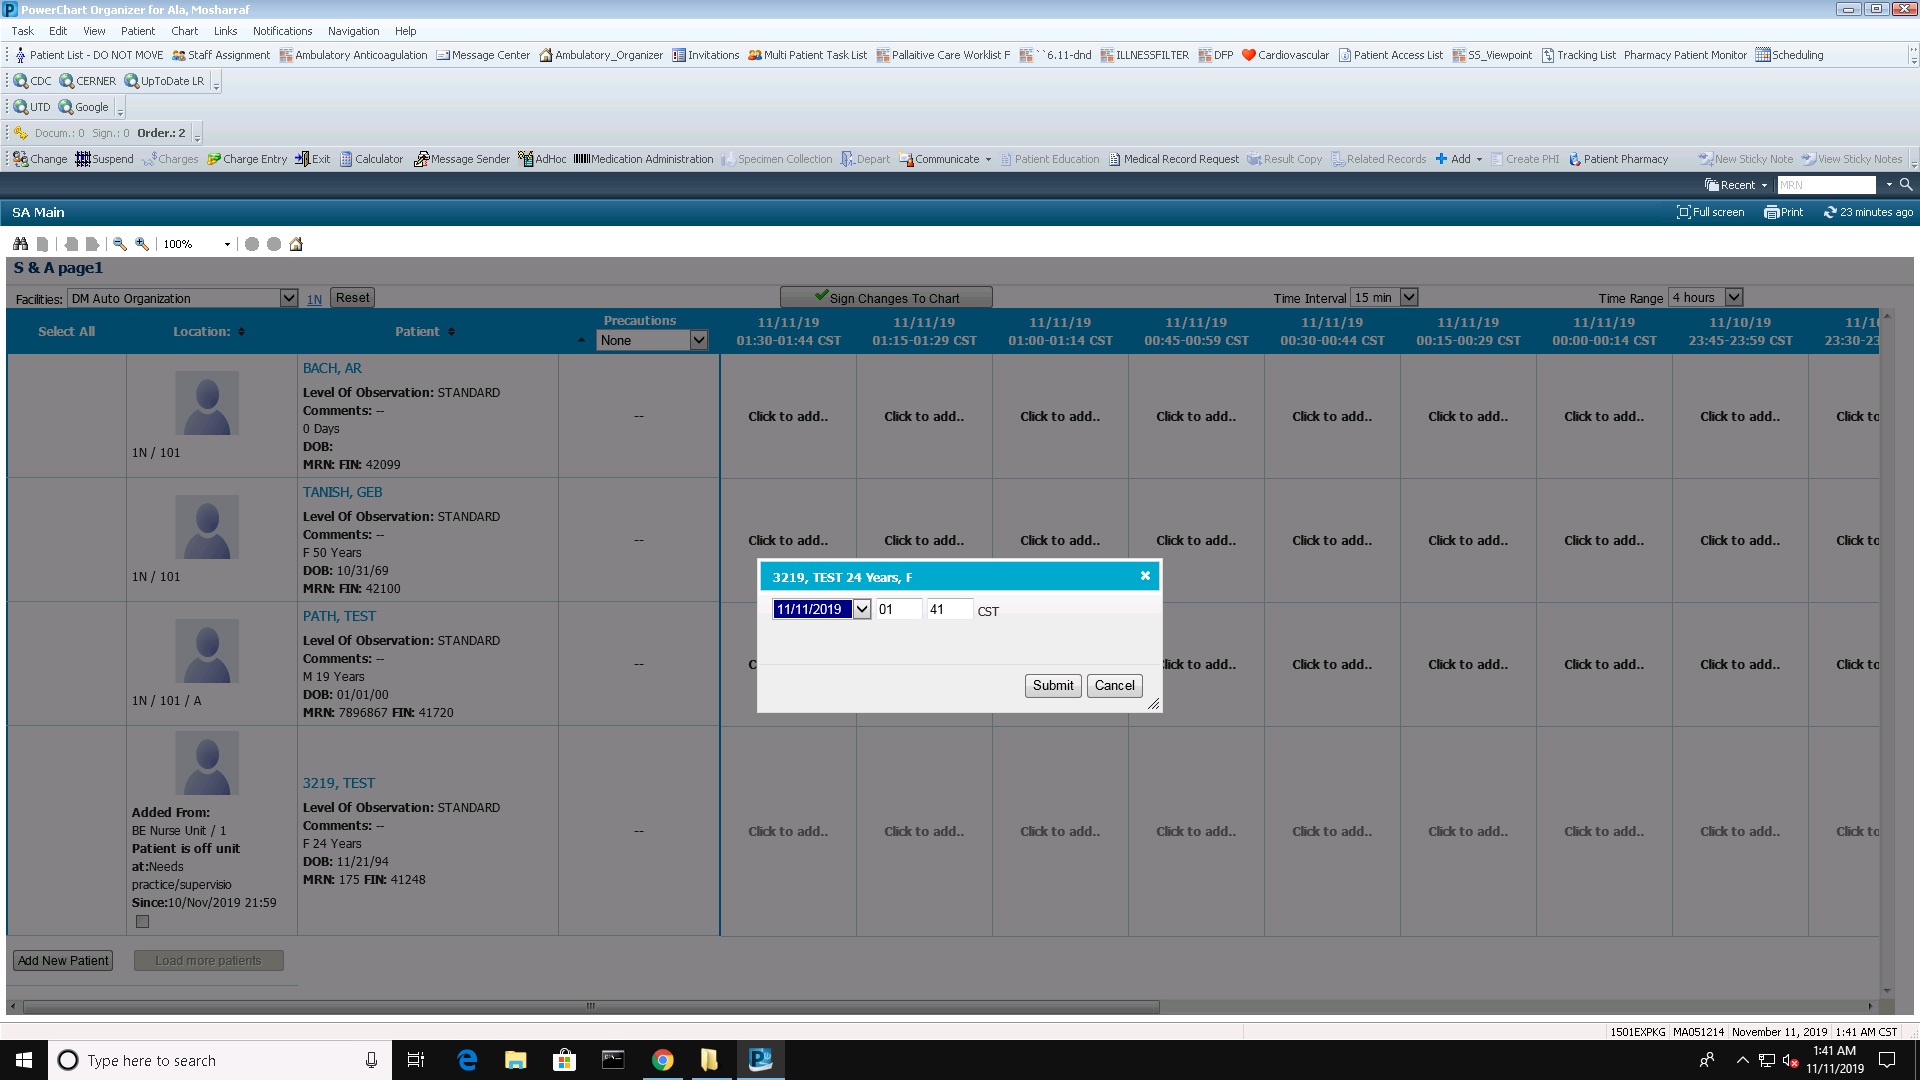 PowerChart Organizer for Ala, Mosharraf
Task Edit View Patient Chart Links Notifications Navigation Help
Patient List - DO NOT MOVE Staff Assignment Ambulatory Anticoagulation Message Center Ambulatory_Organizer Invitations Multi Patient Task List Pallaitive Care Worklist F ``6.11-dnd ILLNESSFILTER DFP Cardiovascular Patient Access List SS_Viewpoint Tracking List Pharmacy Patient Monitor Scheduling
CDC CERNER UpToDate LR
UTD Google
Docum.: 0 Sign.: 0 Order.: 2
Change Suspend Charges Charge Entry Exit Calculator Message Sender AdHoc Medication Administration Specimen Collection Depart Communicate Patient Education Medical Record Request Result Copy Related Records Add Create PHI Patient Pharmacy New Sticky Note View Sticky Notes
Recent MRN
SA Main Full screen Print 23 minutes ago
100%
S & A page1
Facilities: DM Auto Organization 1N Reset Sign Changes To Chart Time Interval 15 min Time Range 4 hours
Select All Location: Patient Precautions None
11/11/19 11/11/19 11/11/19 11/11/19 11/11/19 11/11/19 11/11/19 11/10/19 11/1
01:30-01:44 CST 01:15-01:29 CST 01:00-01:14 CST 00:45-00:59 CST 00:30-00:44 CST 00:15-00:29 CST 00:00-00:14 CST 23:45-23:59 CST 23:30-23
BACH, AR
Level Of Observation: STANDARD
Comments: --
0 Days
DOB:
MRN: FIN: 42099
1N / 101
--
Click to add.. Click to add.. Click to add.. Click to add.. Click to add.. Click to add.. Click to add.. Click to add.. Click to
TANISH, GEB
Level Of Observation: STANDARD
Comments: --
F 50 Years
DOB: 10/31/69
MRN: FIN: 42100
1N / 101
--
Click to add.. Click to add.. Click to add.. Click to add.. Click to add.. Click to add.. Click to add.. Click to add.. Click to
PATH, TEST
Level Of Observation: STANDARD
Comments: --
M 19 Years
DOB: 01/01/00
MRN: 7896867 FIN: 41720
1N / 101 / A
--
C lick to add.. Click to add.. Click to add.. Click to add.. Click to add.. Click to
3219, TEST 24 Years, F
11/11/2019 01 41 CST
Submit Cancel
Added From:
BE Nurse Unit / 1
Patient is off unit
at:Needs
practice/supervisio
Since:10/Nov/2019 21:59
3219, TEST
Level Of Observation: STANDARD
Comments: --
F 24 Years
DOB: 11/21/94
MRN: 175 FIN: 41248
--
Click to add.. Click to add.. Click to add.. Click to add.. Click to add.. Click to add.. Click to add.. Click to add.. Click to
Add New Patient Load more patients
1501EXPKG MA051214 November 11, 2019 1:41 AM CST
Type here to search
1:41 AM
11/11/2019